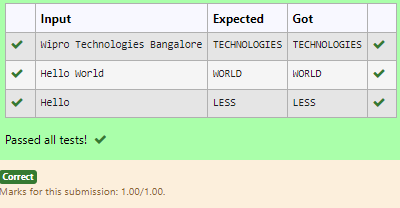 Input Expected Got
Wipro Technologies Bangalore TECHNOLOGIES TECHNOLOGIES
Hello World WORLD WORLD
Hello LESS LESS
Passed all tests!
Correct
Marks for this submission: 1.00/1.00.